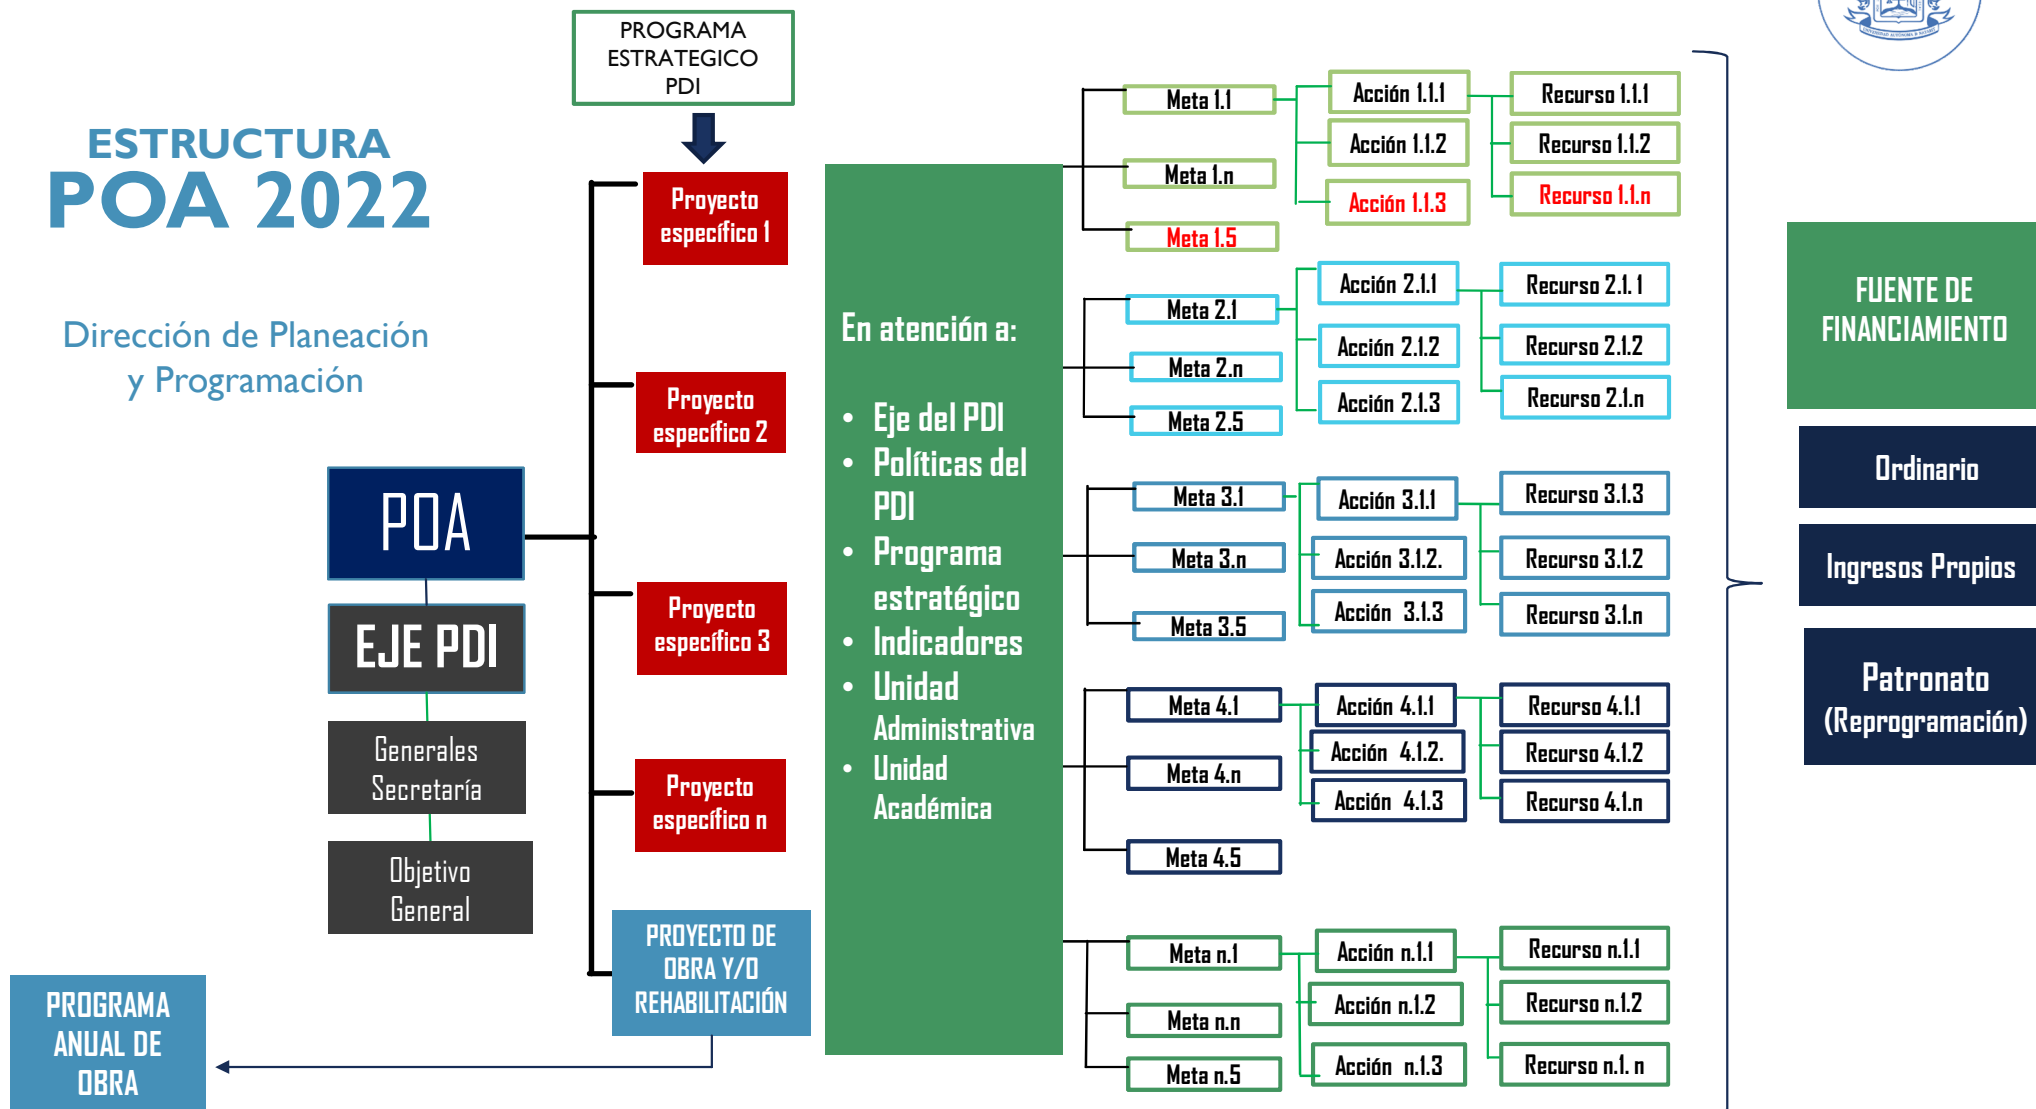 PROGRAMA
ESTRATEGICO
PDI
ESTRUCTURA
POA 2022
Dirección de Planeación
y Programación
POA
EJE PDI
Generales
Secretaría
Objetivo
General
PROGRAMA
ANUAL DE
OBRA
Proyecto
específico 1
Proyecto
específico 2
Proyecto
específico 3
Proyecto
específico n
PROYECTO DE
OBRA Y/O
REHABILITACIÓN
En atención a:
• Eje del PDI
• Políticas del
PDI
• Programa
estratégico
• Indicadores
• Unidad
Administrativa
• Unidad
Académica
Meta 1.1
Meta 1.n
Meta 1.5
Acción 1.1.1
Acción 1.1.2
Acción 1.1.3
Recurso 1.1.1
Recurso 1.1.2
Recurso 1.1.n
Meta 2.1
Meta 2.n
Meta 2.5
Acción 2.1.1
Acción 2.1.2
Acción 2.1.3
Recurso 2.1. 1
Recurso 2.1.2
Recurso 2.1.n
Meta 3.1
Meta 3.n
Meta 3.5
Acción 3.1.1
Acción 3.1.2.
Acción 3.1.3
Recurso 3.1.3
Recurso 3.1.2
Recurso 3.1.n
Meta 4.1
Meta 4.n
Meta 4.5
Acción 4.1.1
Acción 4.1.2.
Acción 4.1.3
Recurso 4.1.1
Recurso 4.1.2
Recurso 4.1.n
Meta n.1
Meta n.n
Meta n.5
Acción n.1.1
Acción n.1.2
Acción n.1.3
Recurso n.1.1
Recurso n.1.2
Recurso n.1. n
FUENTE DE
FINANCIAMIENTO
Ordinario
Ingresos Propios
Patronato
(Reprogramación)